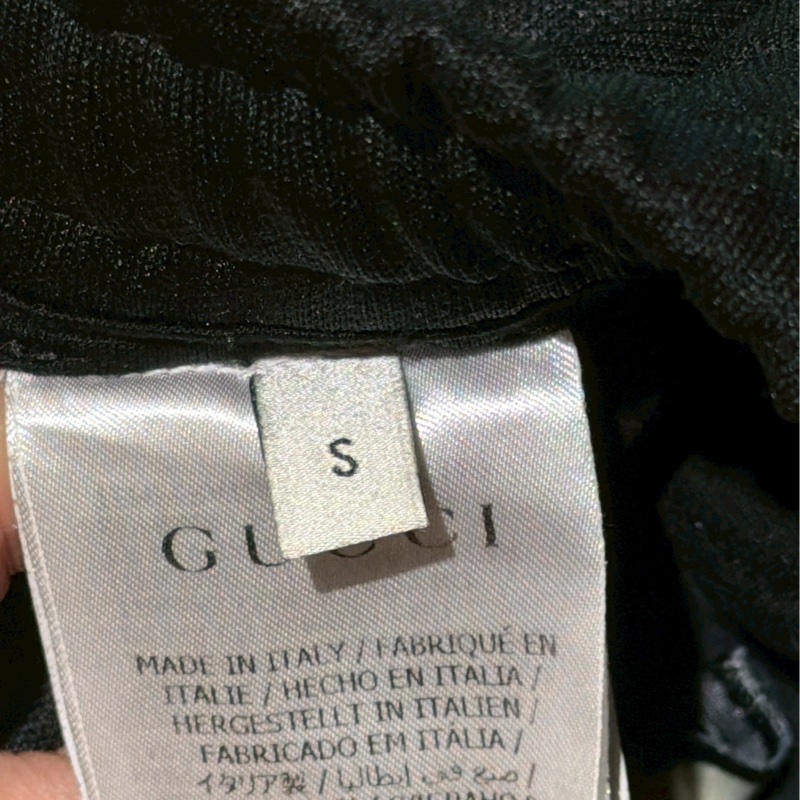 S
GUCCI
MADE IN ITALY / FABRIQUÉ EN
ITALIE / HECHO EN ITALIA /
HERGESTELLT IN ITALIEN /
FABRICADO EM ITÁLIA /
イタリア製 / صنع في إيطاليا /